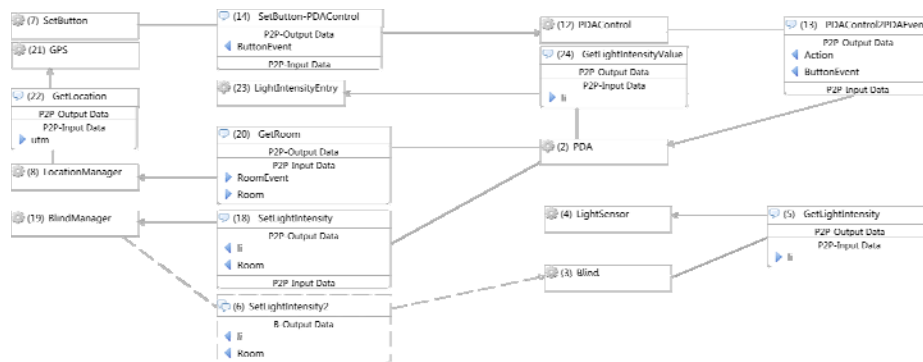 (7) SetButton
(14) SetButton-PDAControl
P2P-Output Data
ButtonEvent
P2P-Input Data
(12) PDAControl
(13) PDAControl2PDAEven
P2P Output Data
Action
ButtonEvent
P2P Input Data
(21) GPS
(24) GetLightIntensityValue
P2P-Output Data
P2P-Input Data
li
(23) LightIntensityEntry
(22) GetLocation
P2P Output Data
P2P-Input Data
utm
(20) GetRoom
P2P-Output Data
P2P Input Data
RoomEvent
Room
(2) PDA
(8) LocationManager
(19) BlindManager
(18) SetLightIntensity
P2P-Output Data
li
Room
P2P Input Data
(4) LightSensor
(5) GetLightIntensity
P2P-Output Data
P2P-Input Data
li
(3) Blind
(6) SetLightIntensity2
B-Output Data
li
Room